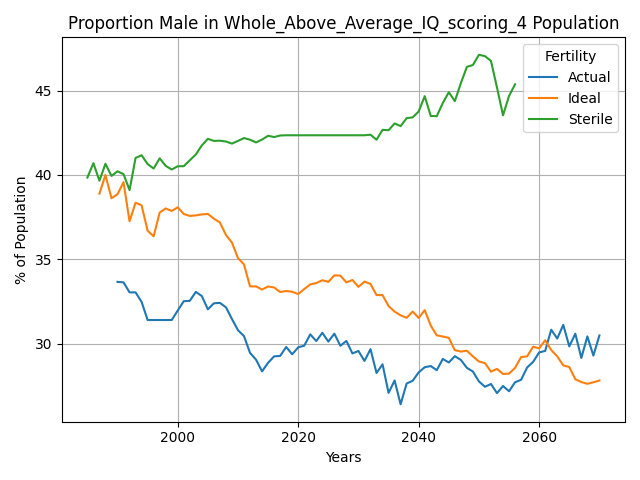 Proportion Male in Whole_Above_Average_IQ_scoring_4 Population
% of Population
45
40
35
30
Fertility
Actual
Ideal
Sterile
2000
2020
2040
2060
Years